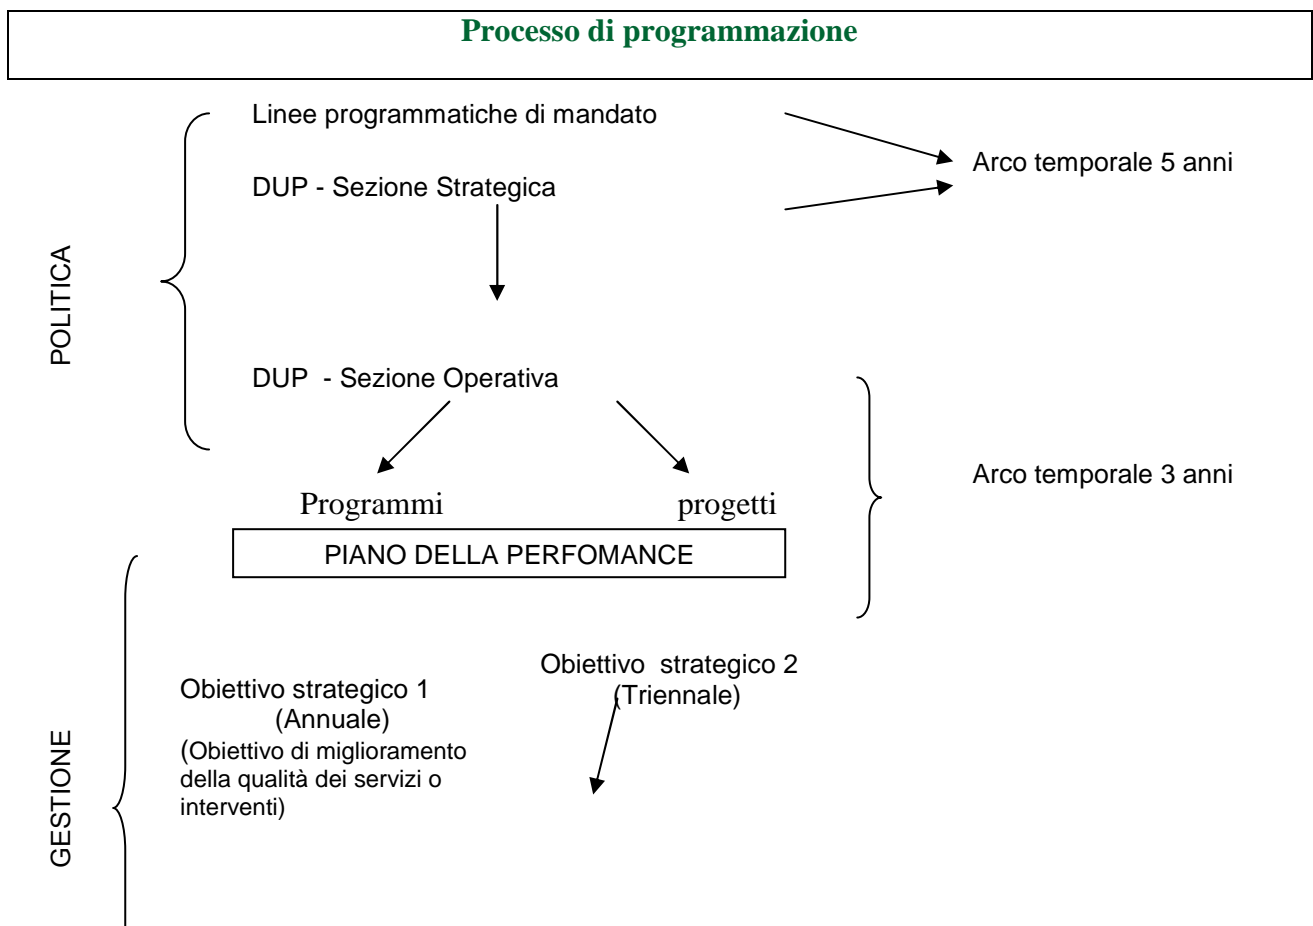 Processo di programmazione
Linee programmatiche di mandato
Arco temporale 5 anni
DUP - Sezione Strategica
POLITICA
DUP - Sezione Operativa
Arco temporale 3 anni
Programmi
progetti
PIANO DELLA PERFOMANCE
Obiettivo strategico 2
(Triennale)
Obiettivo strategico 1
(Annuale)
(Obiettivo di miglioramento
della qualità dei servizi o
interventi)
GESTIONE